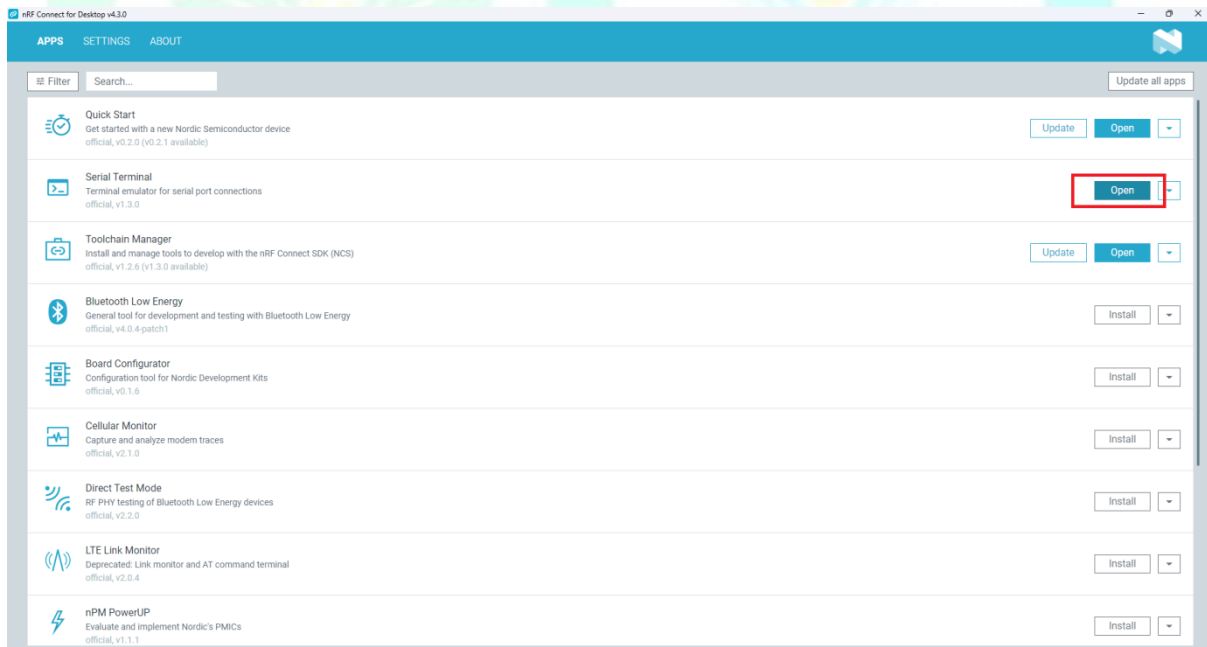 nRF Connect for Desktop v4.3.0
APPS SETTINGS ABOUT
Filter Search... Update all apps
Quick Start
Get started with a new Nordic Semiconductor device
official, v0.2.0 (v0.2.1 available)
Update Open
Serial Terminal
Terminal emulator for serial port connections
official, v1.3.0
Open
Toolchain Manager
Install and manage tools to develop with the nRF Connect SDK (NCS)
official, v1.2.6 (v1.3.0 available)
Update Open
Bluetooth Low Energy
General tool for development and testing with Bluetooth Low Energy
official, v4.0.4-patch1
Install
Board Configurator
Configuration tool for Nordic Development Kits
official, v0.1.6
Install
Cellular Monitor
Capture and analyze modem traces
official, v2.1.0
Install
Direct Test Mode
RF PHY testing of Bluetooth Low Energy devices
official, v2.2.0
Install
LTE Link Monitor
Deprecated: Link monitor and AT command terminal
official, v2.0.4
Install
nPM PowerUP
Evaluate and implement Nordic's PMICs
official, v1.1.1
Install